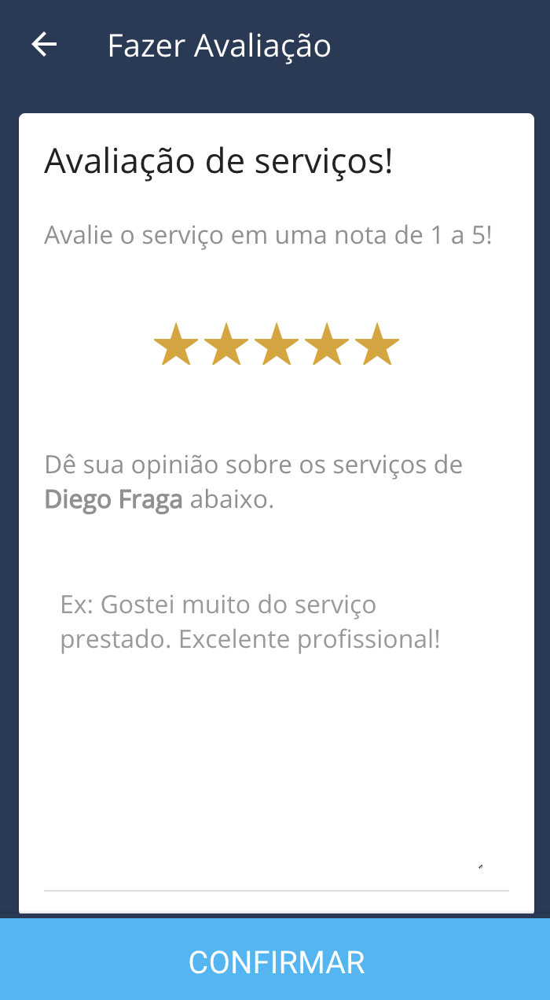 Fazer Avaliação
Avaliação de serviços!
Avalie o serviço em uma nota de 1 a 5!
Dê sua opinião sobre os serviços de
Diego Fraga abaixo.
Ex: Gostei muito do serviço
prestado. Excelente profissional!
CONFIRMAR